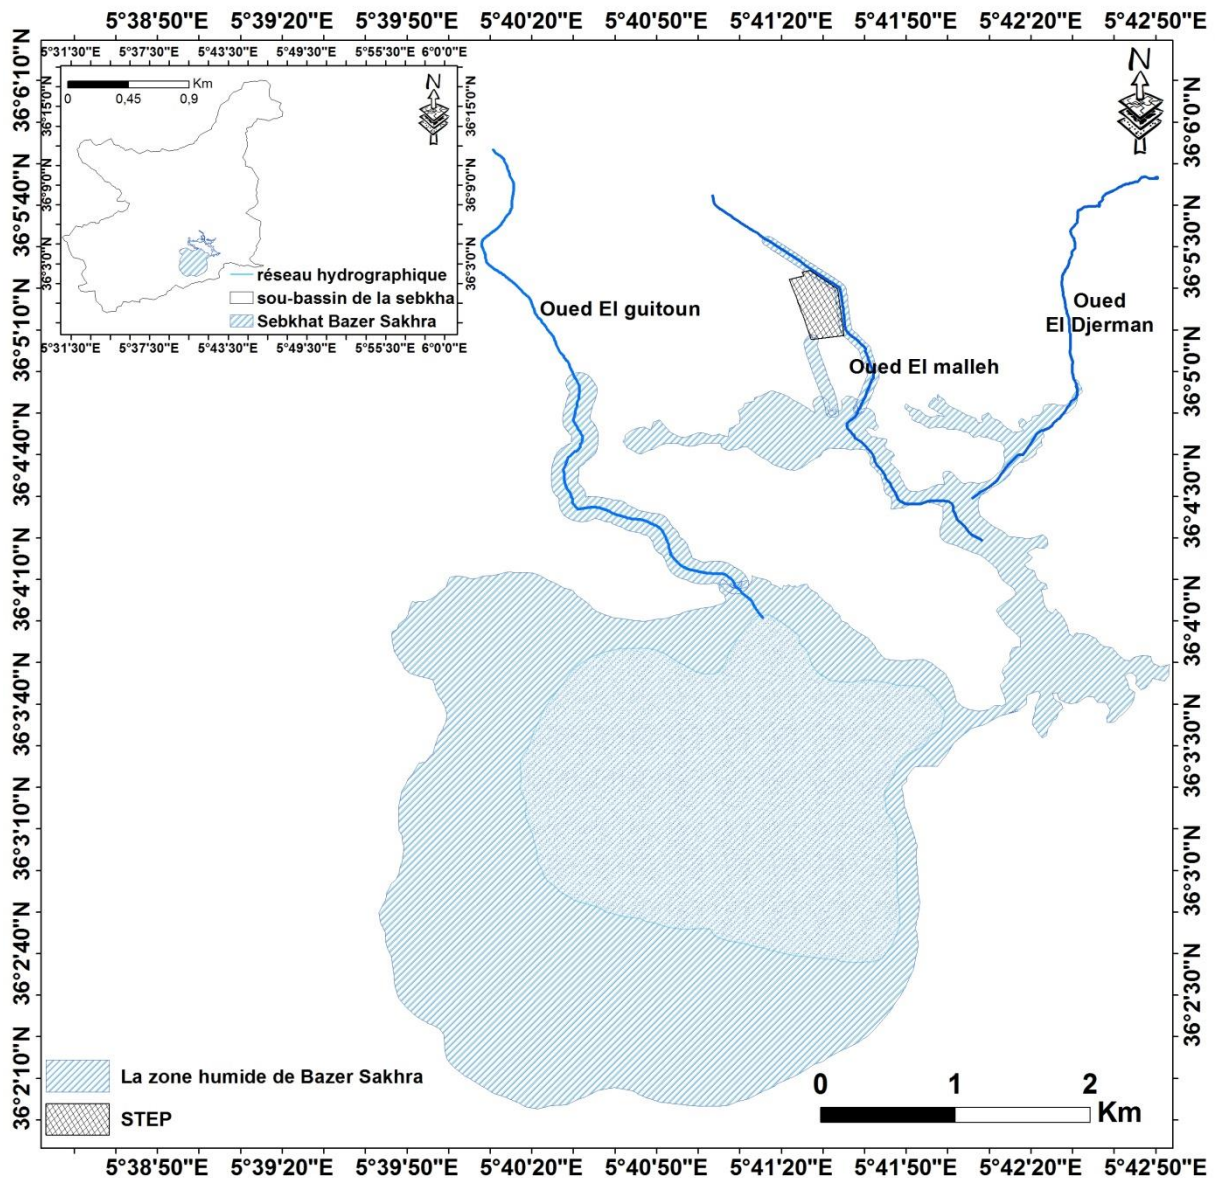 5°38'50"E 5°39'20"E 5°39'50"E 5°40'20"E 5°40'50"E 5°41'20"E 5°41'50"E 5°42'20"E 5°42'50"E
5°31'30"E 5°37'30"E 5°43'30"E 5°49'30"E 5°55'30"E 6°0'0"E
Km
0 0,45 0,9
N
36°15'0"N
36°9'0"N
36°3'0"N
36°15'0"N
36°9'0"N
36°3'0"N
réseau hydrographique
sou-bassin de la sebkha
Sebkhat Bazer Sakhra
5°31'30"E 5°37'30"E 5°43'30"E 5°49'30"E 5°55'30"E 6°0'0"E
N
36°6'10"N
36°5'40"N
36°5'10"N
36°4'40"N
36°4'10"N
36°3'40"N
36°3'10"N
36°2'40"N
36°2'10"N
36°6'0"N
36°5'30"N
36°5'0"N
36°4'30"N
36°4'0"N
36°3'30"N
36°3'0"N
36°2'30"N
Oued El guitoun
Oued
El Djerman
Oued El malleh
La zone humide de Bazer Sakhra
STEP
0 1 2
Km
5°38'50"E 5°39'20"E 5°39'50"E 5°40'20"E 5°40'50"E 5°41'20"E 5°41'50"E 5°42'20"E 5°42'50"E